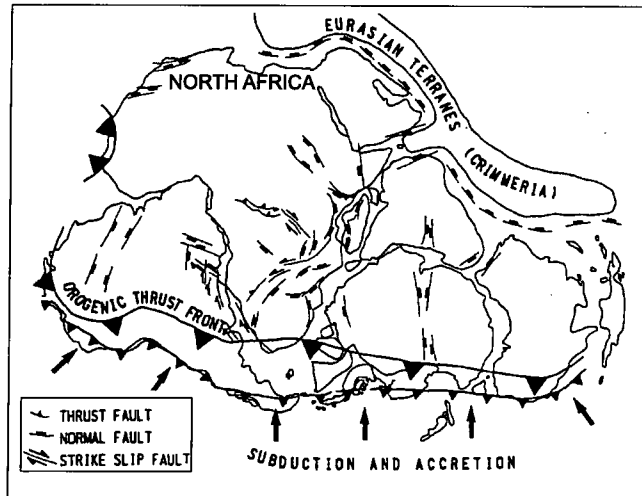 EURASIAN TERRANES (CRIMMERIA)
NORTH AFRICA
OROGENIC THRUST FRONT
THRUST FAULT
NORMAL FAULT
STRIKE SLIP FAULT
SUBDUCTION AND ACCRETION